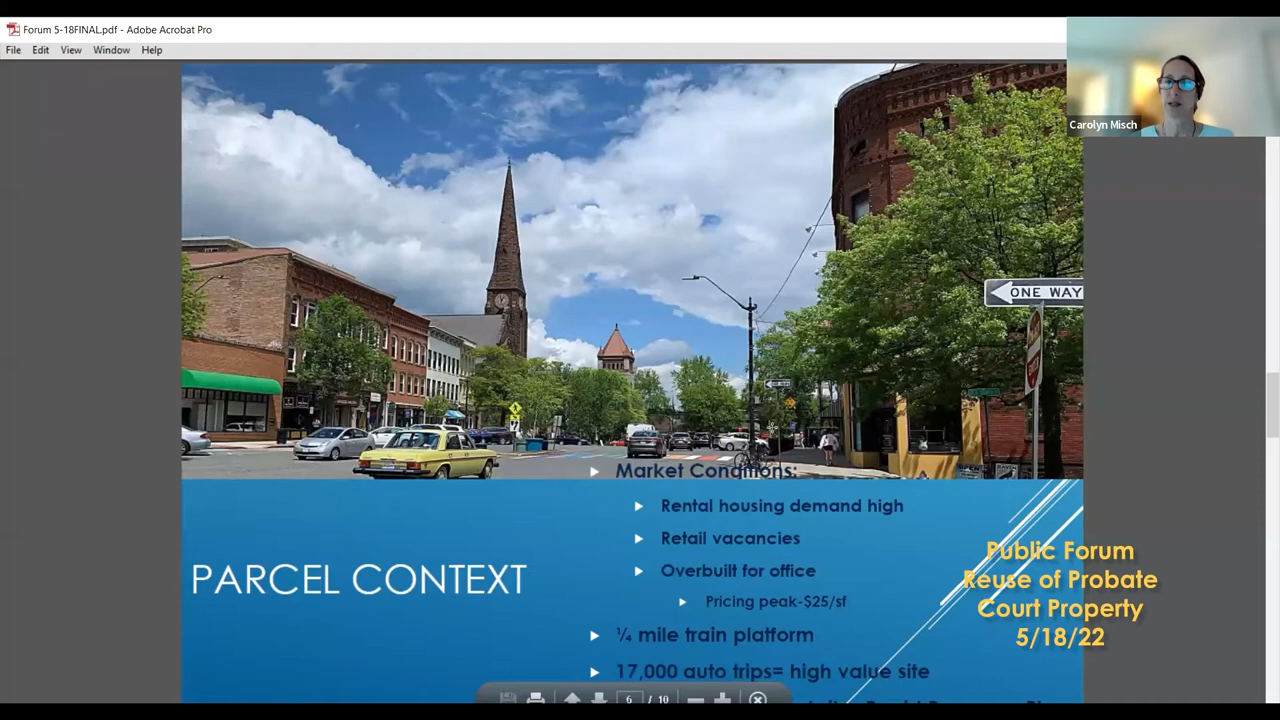 Forum 5-18FINAL.pdf - Adobe Acrobat Pro
File Edit View Window Help
Carolyn Misch
ONE WAY
Market Conditions:
Rental housing demand high
Retail vacancies
Overbuilt for office
Pricing peak-$25/sf
¼ mile train platform
17,000 auto trips= high value site
PARCEL CONTEXT
Public Forum
Reuse of Probate
Court Property
5/18/22
6 / 10